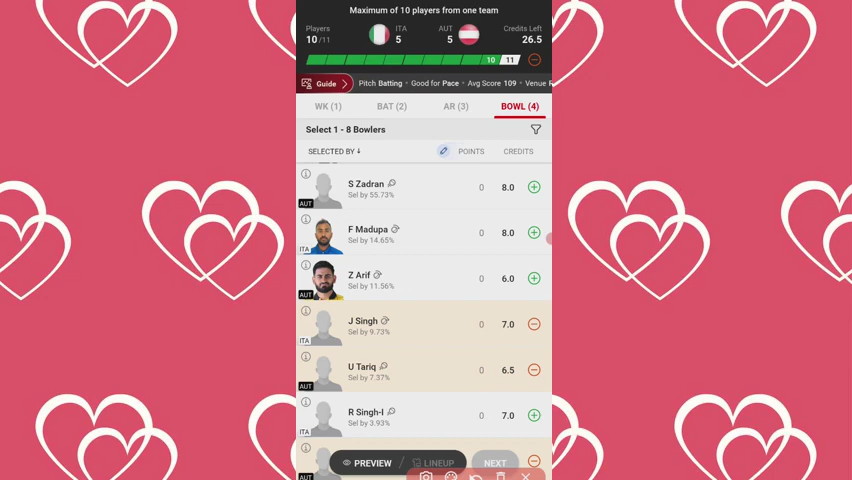 Maximum of 10 players from one team
Players
10 /11
ITA
5
AUT
5
Credits Left
26.5
10
11
Guide
Pitch Batting • Good for Pace • Avg Score 109 • Venue
WK (1)
BAT (2)
AR (3)
BOWL (4)
Select 1 - 8 Bowlers
SELECTED BY ↓
POINTS
CREDITS
S Zadran
Sel by 55.73%
0
8.0
AUT
F Madupa
Sel by 14.65%
0
8.0
ITA
Z Arif
Sel by 11.56%
0
6.0
AUT
J Singh
Sel by 9.73%
0
7.0
ITA
U Tariq
Sel by 7.37%
0
6.5
AUT
R Singh-I
Sel by 3.93%
0
7.0
ITA
PREVIEW
LINEUP
NEXT
AUT